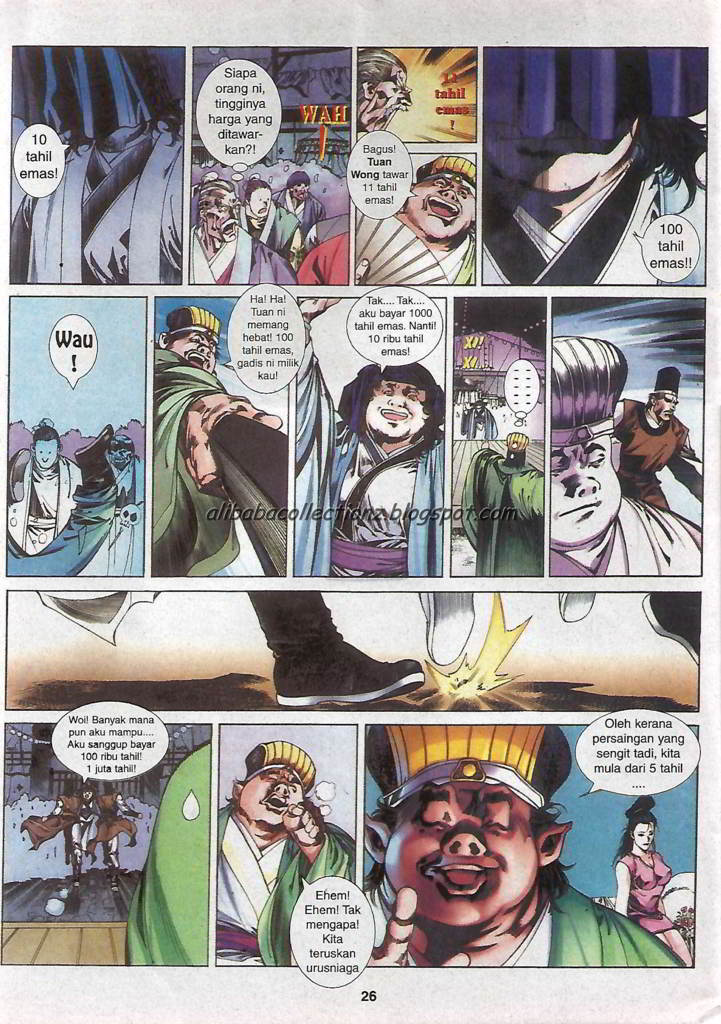 10
tahil
emas!
Siapa
orang ni,
tingginya
harga yang
ditawar-
kan?!
WAH
!
11
tahil
emas
!
Bagus!
Tuan
Wong tawar
11 tahil
emas!
100
tahil
emas!!
Wau
!
Ha! Ha!
Tuan ni
memang
hebat! 100
tahil emas,
gadis ni milik
kau!
Tak.... Tak....
aku bayar 1000
tahil emas. Nanti!
10 ribu tahil
emas!
XI!
XI!
......
alibabacollectionz.blogspot.com
Woi! Banyak mana
pun aku mampu....
Aku sanggup bayar
100 ribu tahil!
1 juta tahil!
Ehem!
Ehem! Tak
mengapa!
Kita
teruskan
urusniaga
Oleh kerana
persaingan yang
sengit tadi, kita
mula dari 5 tahil
....
26